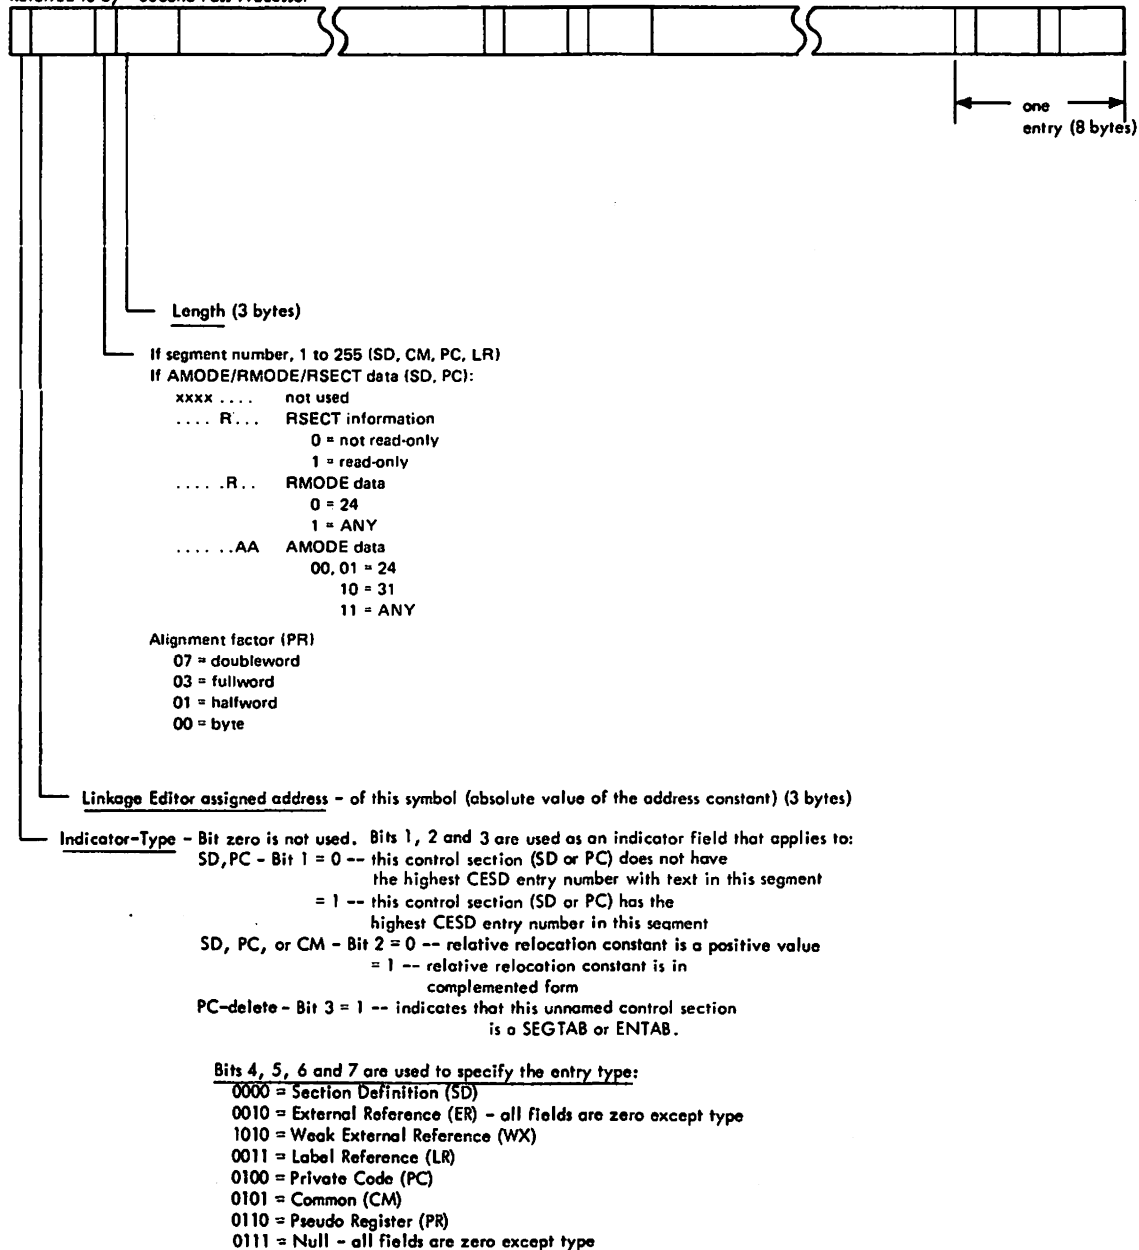 one
entry (8 bytes)
Length (3 bytes)
If segment number, 1 to 255 (SD, CM, PC, LR)
If AMODE/RMODE/RSECT data (SD, PC):
xxxx .... not used
.... R... RSECT information
0 = not read-only
1 = read-only
.... .R.. RMODE data
0 = 24
1 = ANY
.... ..AA AMODE data
00, 01 = 24
10 = 31
11 = ANY
Alignment factor (PR)
07 = doubleword
03 = fullword
01 = halfword
00 = byte
Linkage Editor assigned address - of this symbol (absolute value of the address constant) (3 bytes)
Indicator-Type - Bit zero is not used. Bits 1, 2 and 3 are used as an indicator field that applies to:
SD, PC - Bit 1 = 0 -- this control section (SD or PC) does not have
the highest CESD entry number with text in this segment
= 1 -- this control section (SD or PC) has the
highest CESD entry number in this segment
SD, PC, or CM - Bit 2 = 0 -- relative relocation constant is a positive value
= 1 -- relative relocation constant is in
complemented form
PC-delete - Bit 3 = 1 -- indicates that this unnamed control section
is a SEGTAB or ENTAB.
Bits 4, 5, 6 and 7 are used to specify the entry type:
0000 = Section Definition (SD)
0010 = External Reference (ER) - all fields are zero except type
1010 = Weak External Reference (WX)
0011 = Label Reference (LR)
0100 = Private Code (PC)
0101 = Common (CM)
0110 = Pseudo Register (PR)
0111 = Null - all fields are zero except type